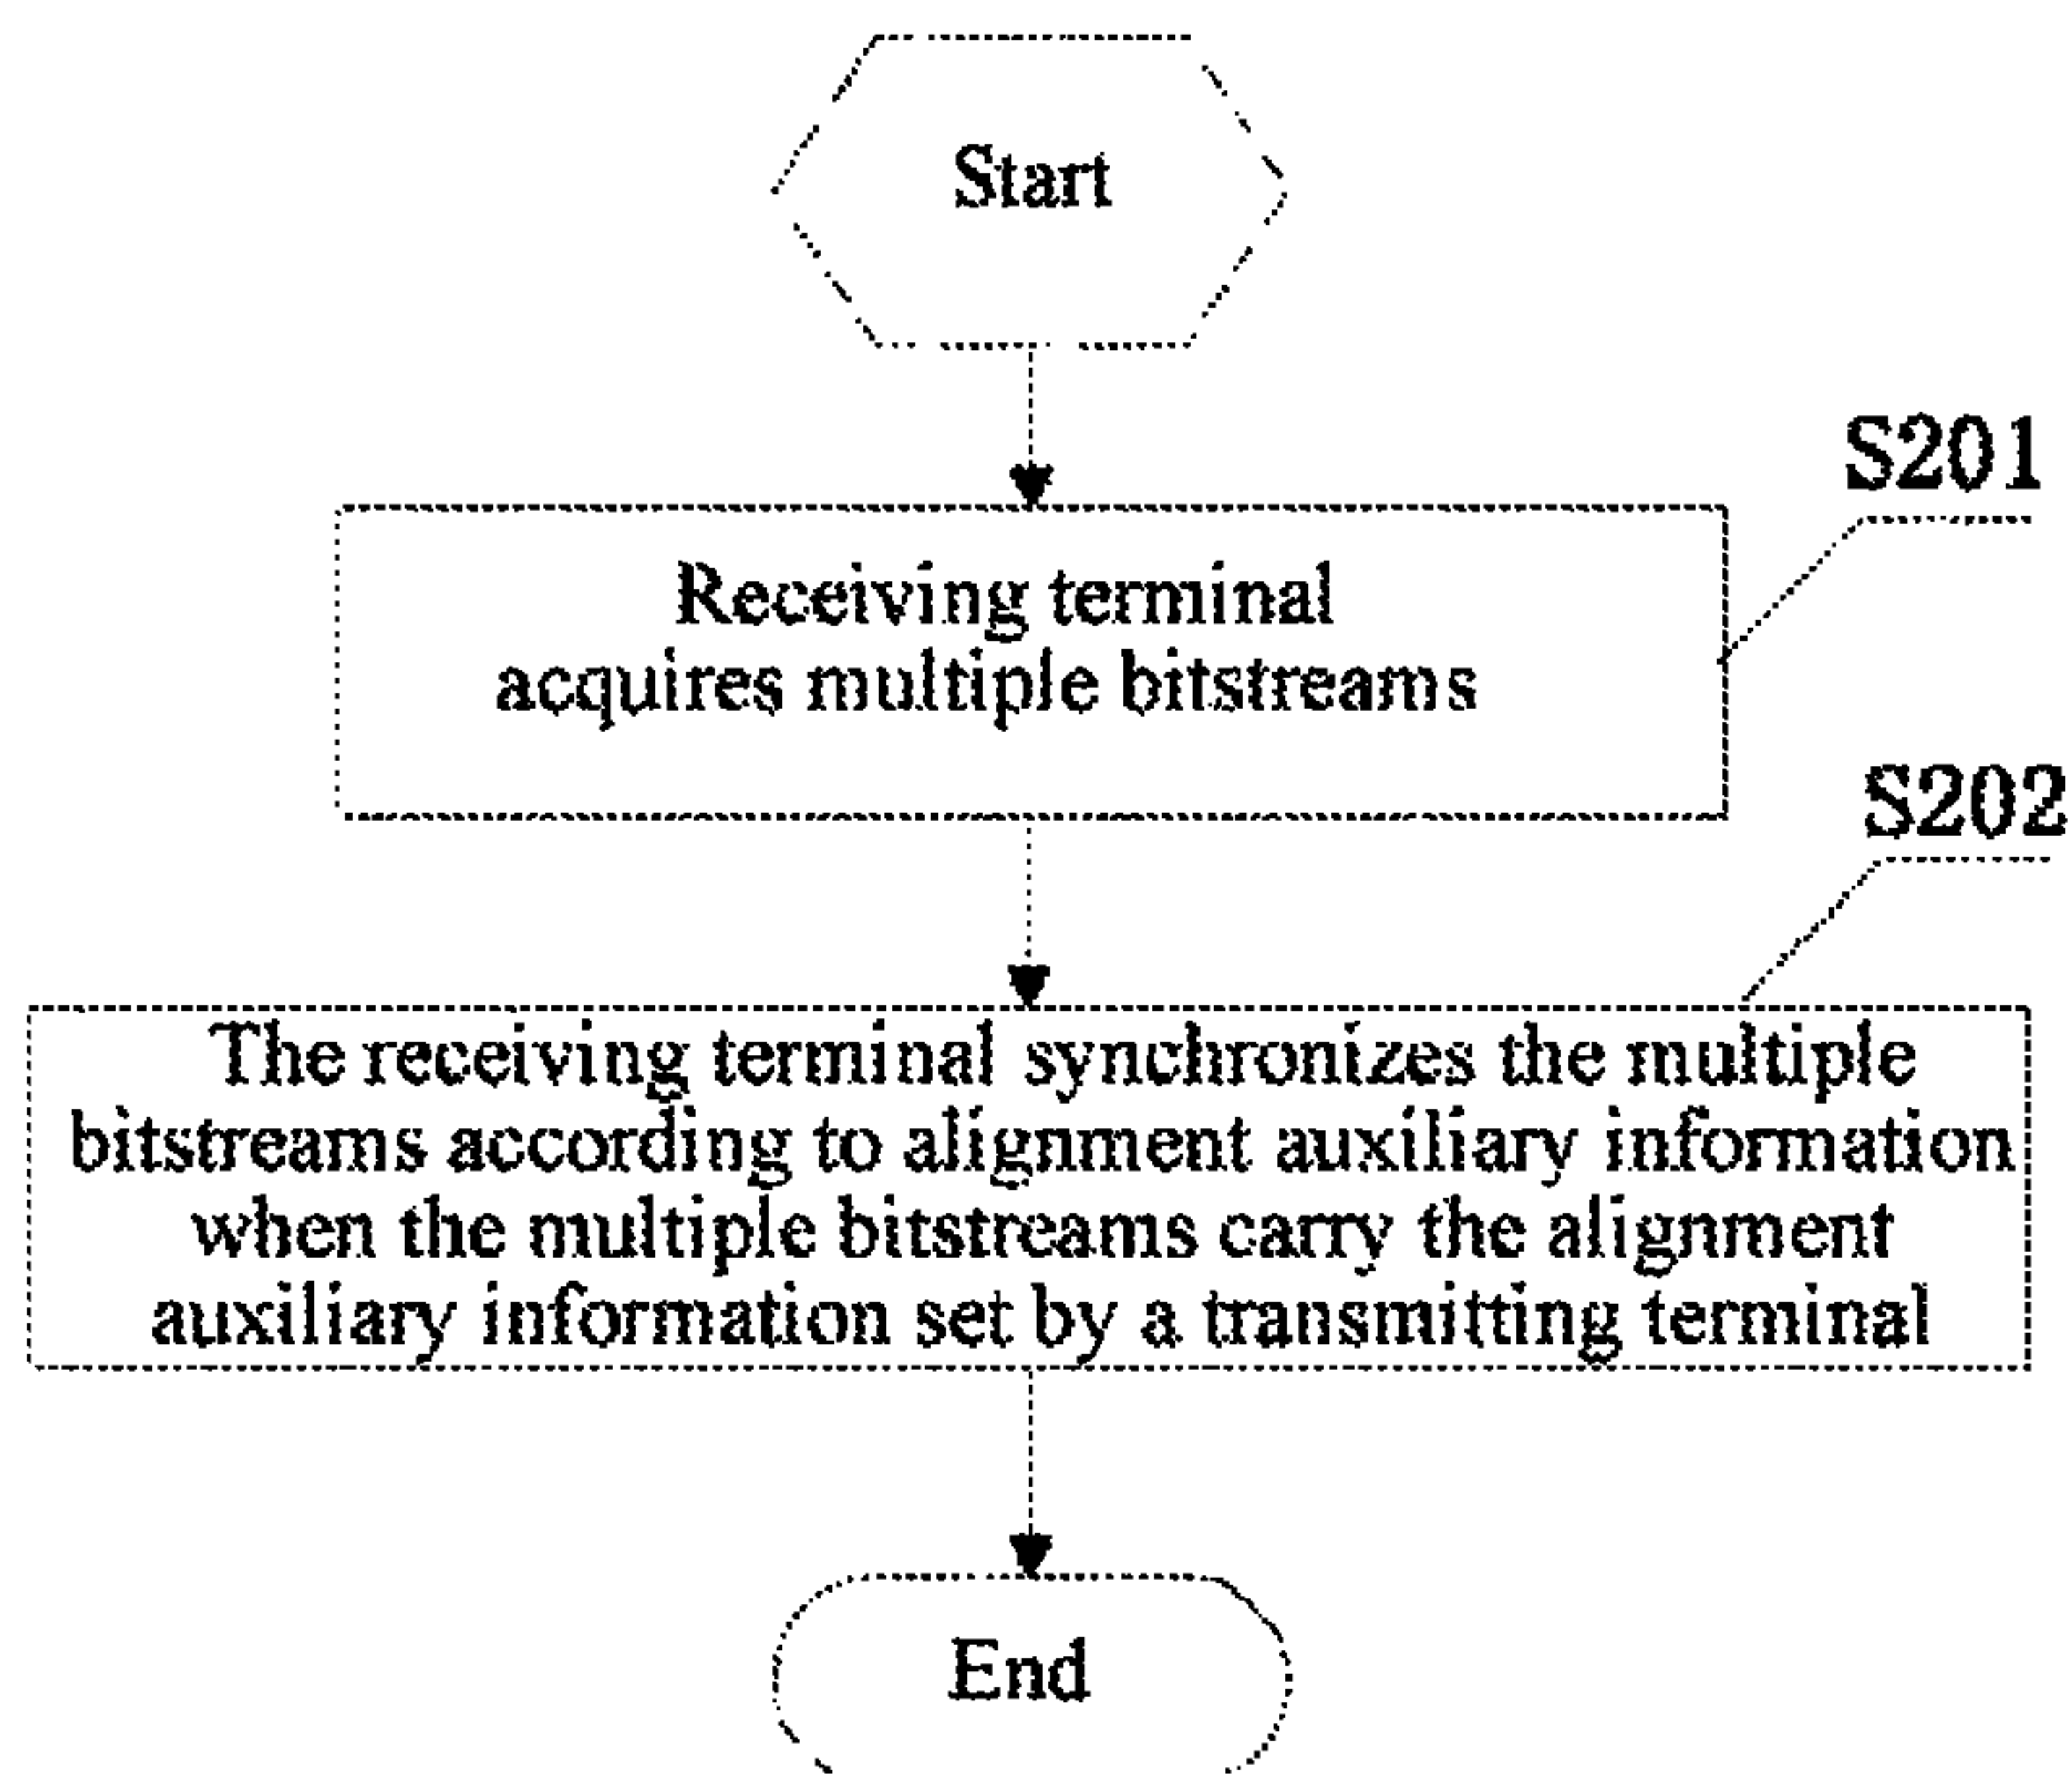 Start
S201
Receiving terminal
acquires multiple bitstreams
S202
The receiving terminal synchronizes the multiple
bitstreams according to alignment auxiliary information
when the multiple bitstreams carry the alignment
auxiliary information set by a transmitting terminal
End